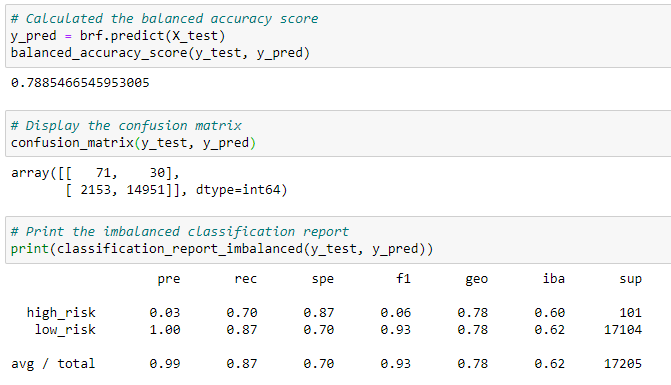 # Calculated the balanced accuracy score
y_pred = brf.predict(X_test)
balanced_accuracy_score(y_test, y_pred)
0.7885466545953005
# Display the confusion matrix
confusion_matrix(y_test, y_pred)
array([[   71,    30],
       [ 2153, 14951]], dtype=int64)
# Print the imbalanced classification report
print(classification_report_imbalanced(y_test, y_pred))
                   pre       rec       spe        f1       geo       iba       sup
  high_risk       0.03      0.70      0.87      0.06      0.78      0.60       101
   low_risk       1.00      0.87      0.70      0.93      0.78      0.62     17104
avg / total       0.99      0.87      0.70      0.93      0.78      0.62     17205